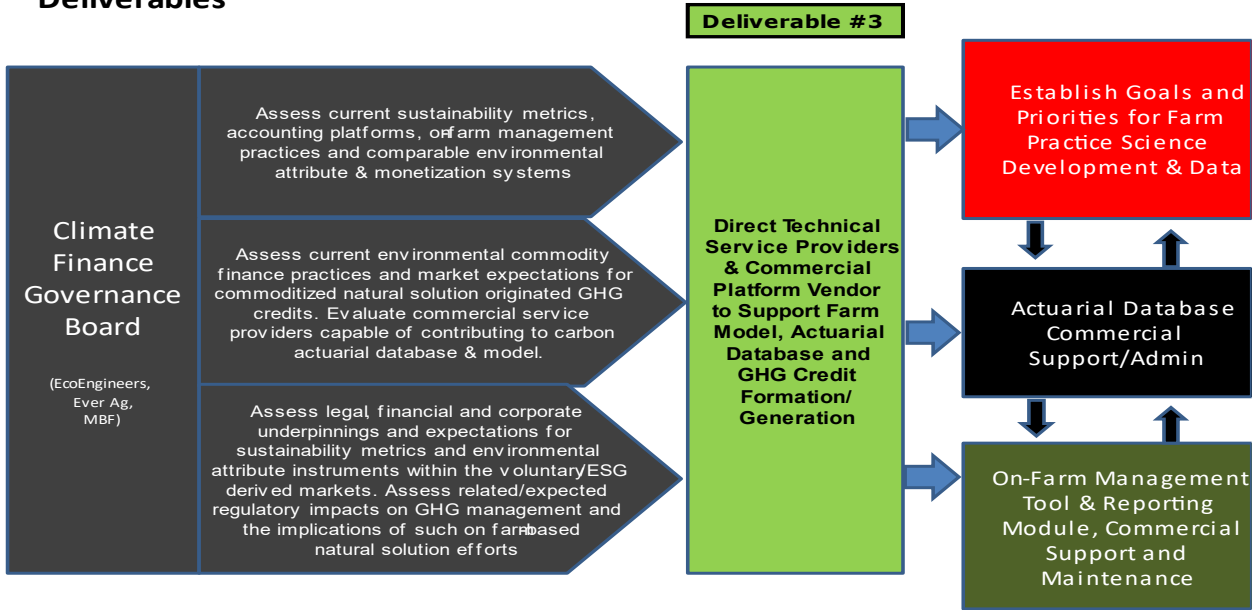 Deliverables
Deliverable #3
Climate
Finance
Governance
Board
(EcoEngineers,
Ever Ag,
MBF)
Assess current sustainability metrics,
accounting platforms, on-farm management
practices and comparable environmental
attribute & monetization systems
Assess current environmental commodity
finance practices and market expectations for
commoditized natural solution originated GHG
credits. Evaluate commercial service
providers capable of contributing to carbon
actuarial database & model.
Assess legal, financial and corporate
underpinnings and expectations for
sustainability metrics and environmental
attribute instruments within the voluntary/ESG
derived markets. Assess related/expected
regulatory impacts on GHG management and
the implications of such on farm-based
natural solution efforts
Direct Technical
Service Providers
& Commercial
Platform Vendor
to Support Farm
Model, Actuarial
Database and
GHG Credit
Formation/
Generation
Establish Goals and
Priorities for Farm
Practice Science
Development & Data
Actuarial Database
Commercial
Support/Admin
On-Farm Management
Tool & Reporting
Module, Commercial
Support and
Maintenance